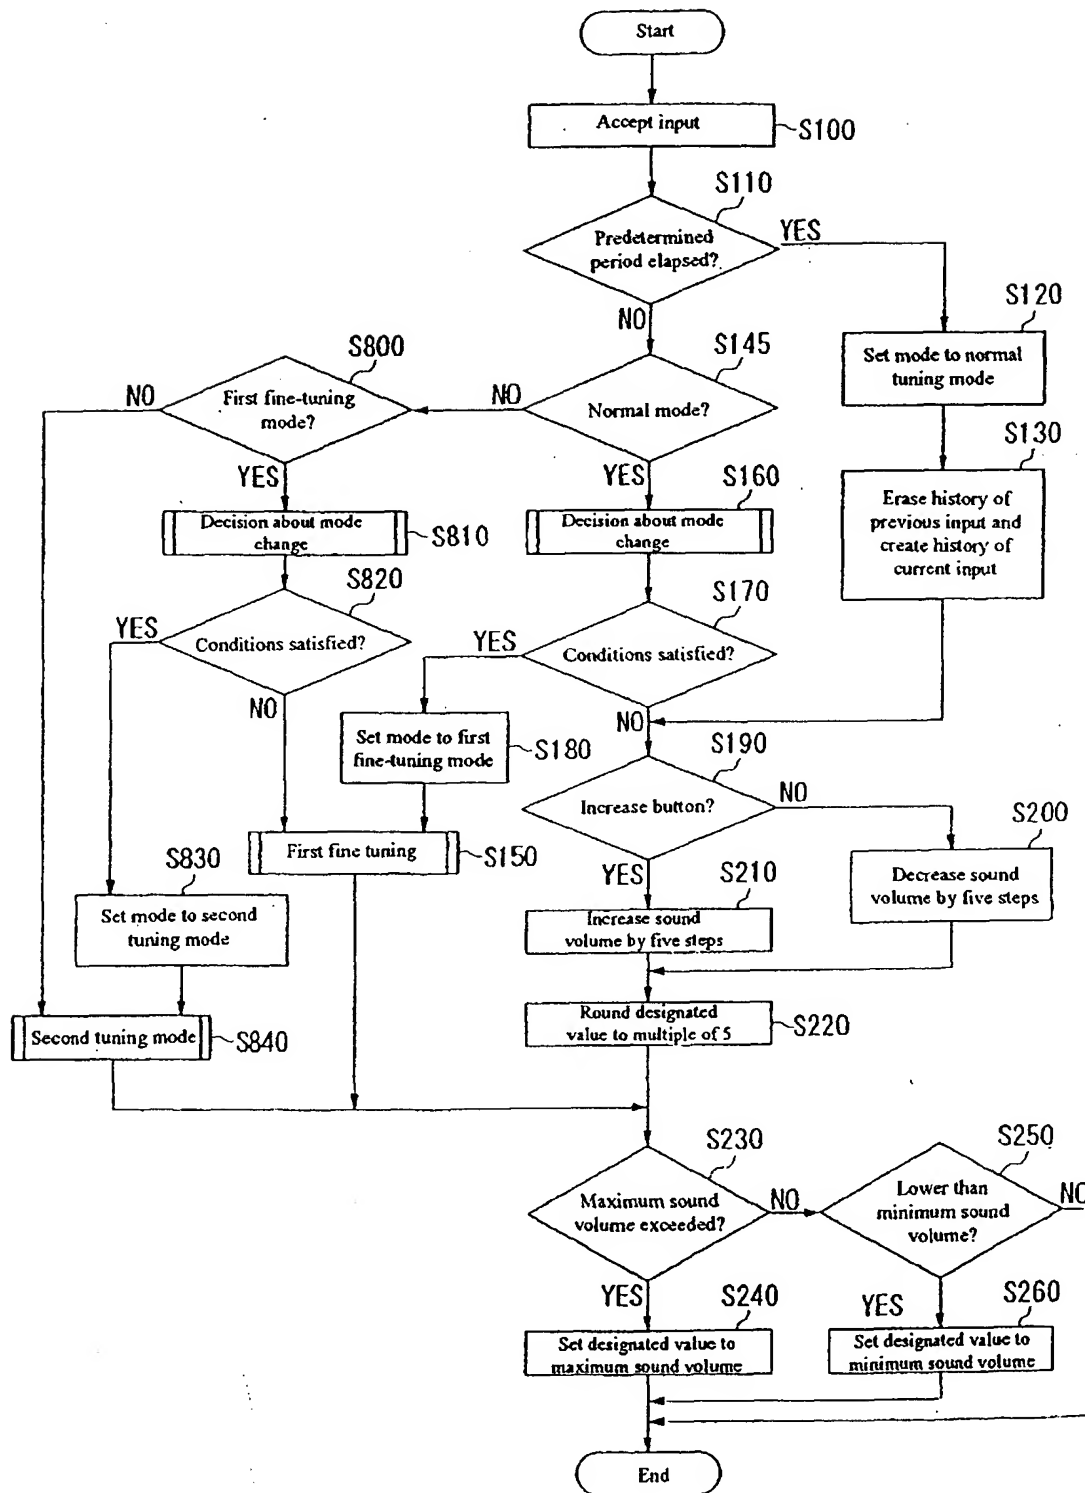 Start
Accept input
S100
S110
Predetermined
period elapsed?
YES
NO
S120
Set mode to normal
tuning mode
S130
Erase history of
previous input and
create history of
current input
S145
Normal mode?
NO
YES
S800
First fine-tuning
mode?
NO
YES
S160
Decision about mode
change
Decision about mode
change
S810
S820
Conditions satisfied?
YES
NO
S170
Conditions satisfied?
YES
NO
Set mode to first
fine-tuning mode
S180
S190
Increase button?
NO
YES
S200
Decrease sound
volume by five steps
First fine tuning
S150
S210
Increase sound
volume by five steps
S830
Set mode to second
tuning mode
Round designated
value to multiple of 5
S220
Second tuning mode
S840
S230
Maximum sound
volume exceeded?
NO
YES
S250
Lower than
minimum sound
volume?
NO
YES
S240
Set designated value to
maximum sound volume
S260
Set designated value to
minimum sound volume
End